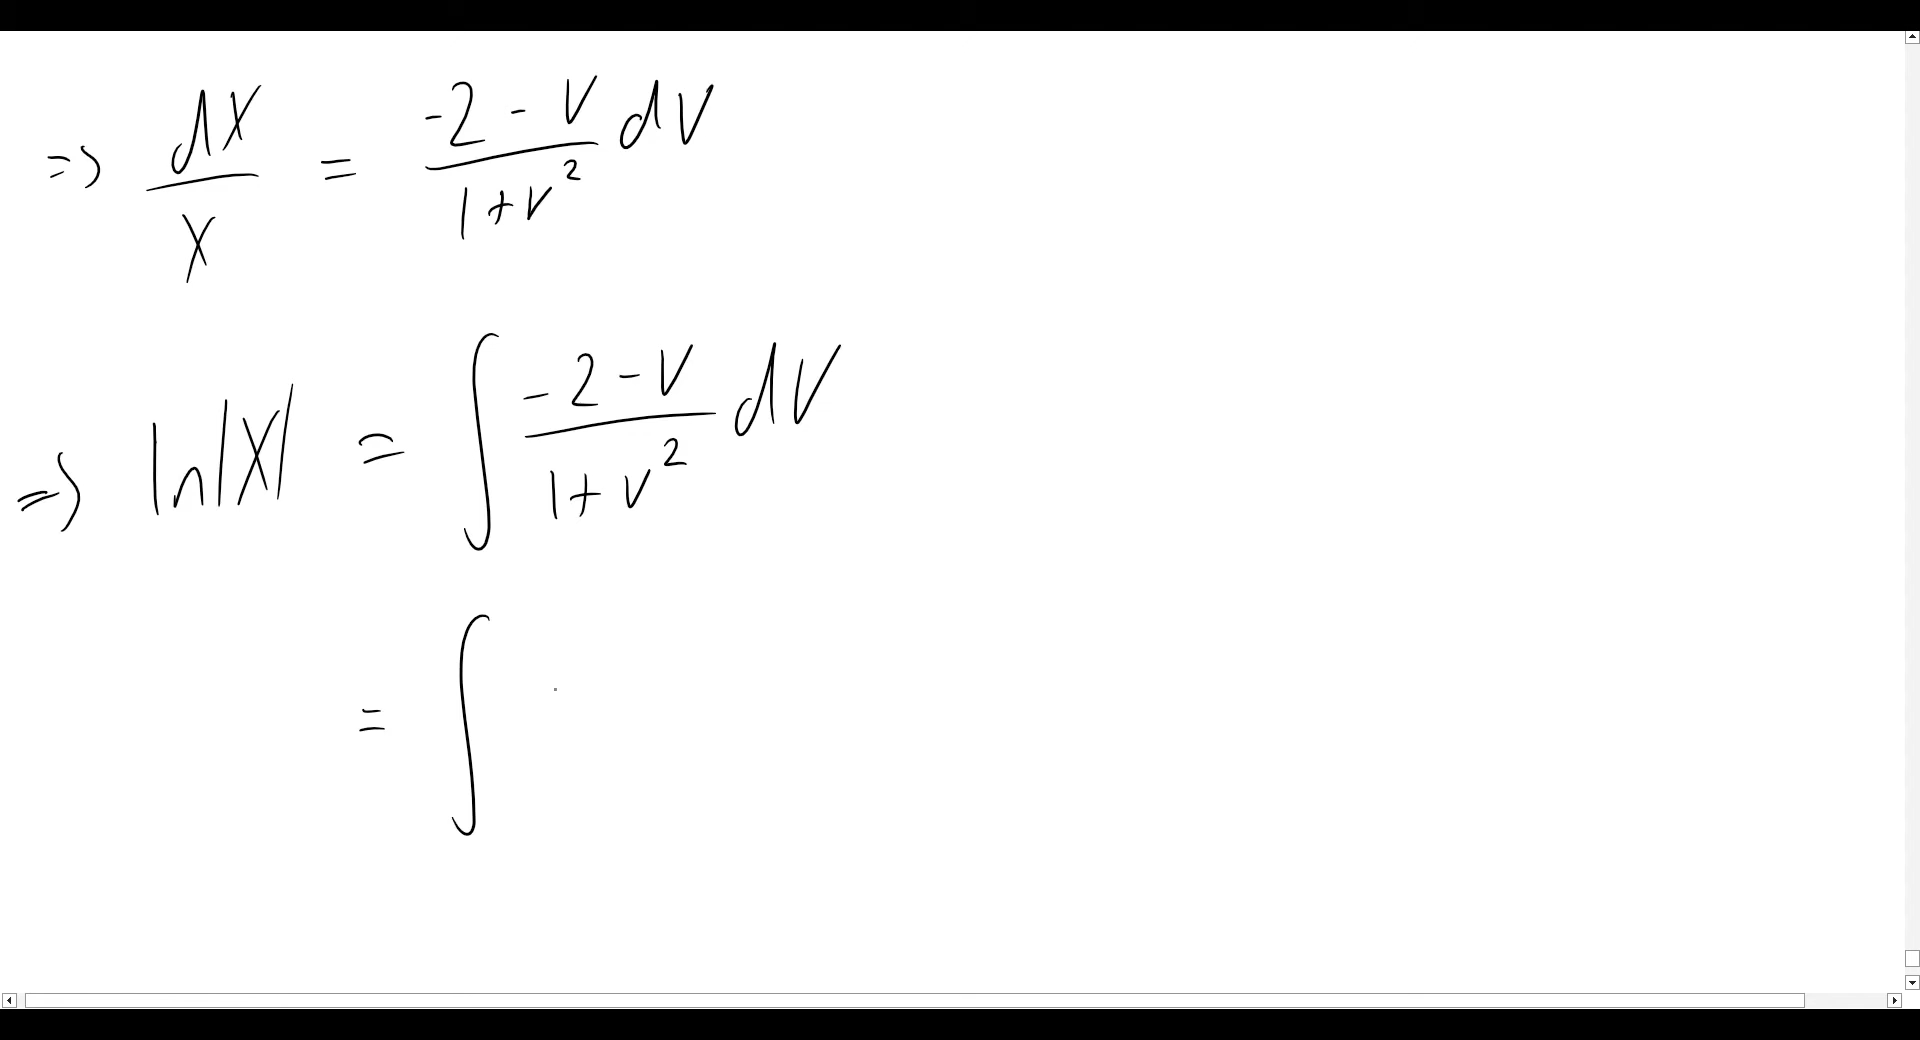 => dX/X = (-2 - V)/(1+V²) dV
=> ln|X| = ∫ (-2 - V)/(1+V²) dV
= ∫